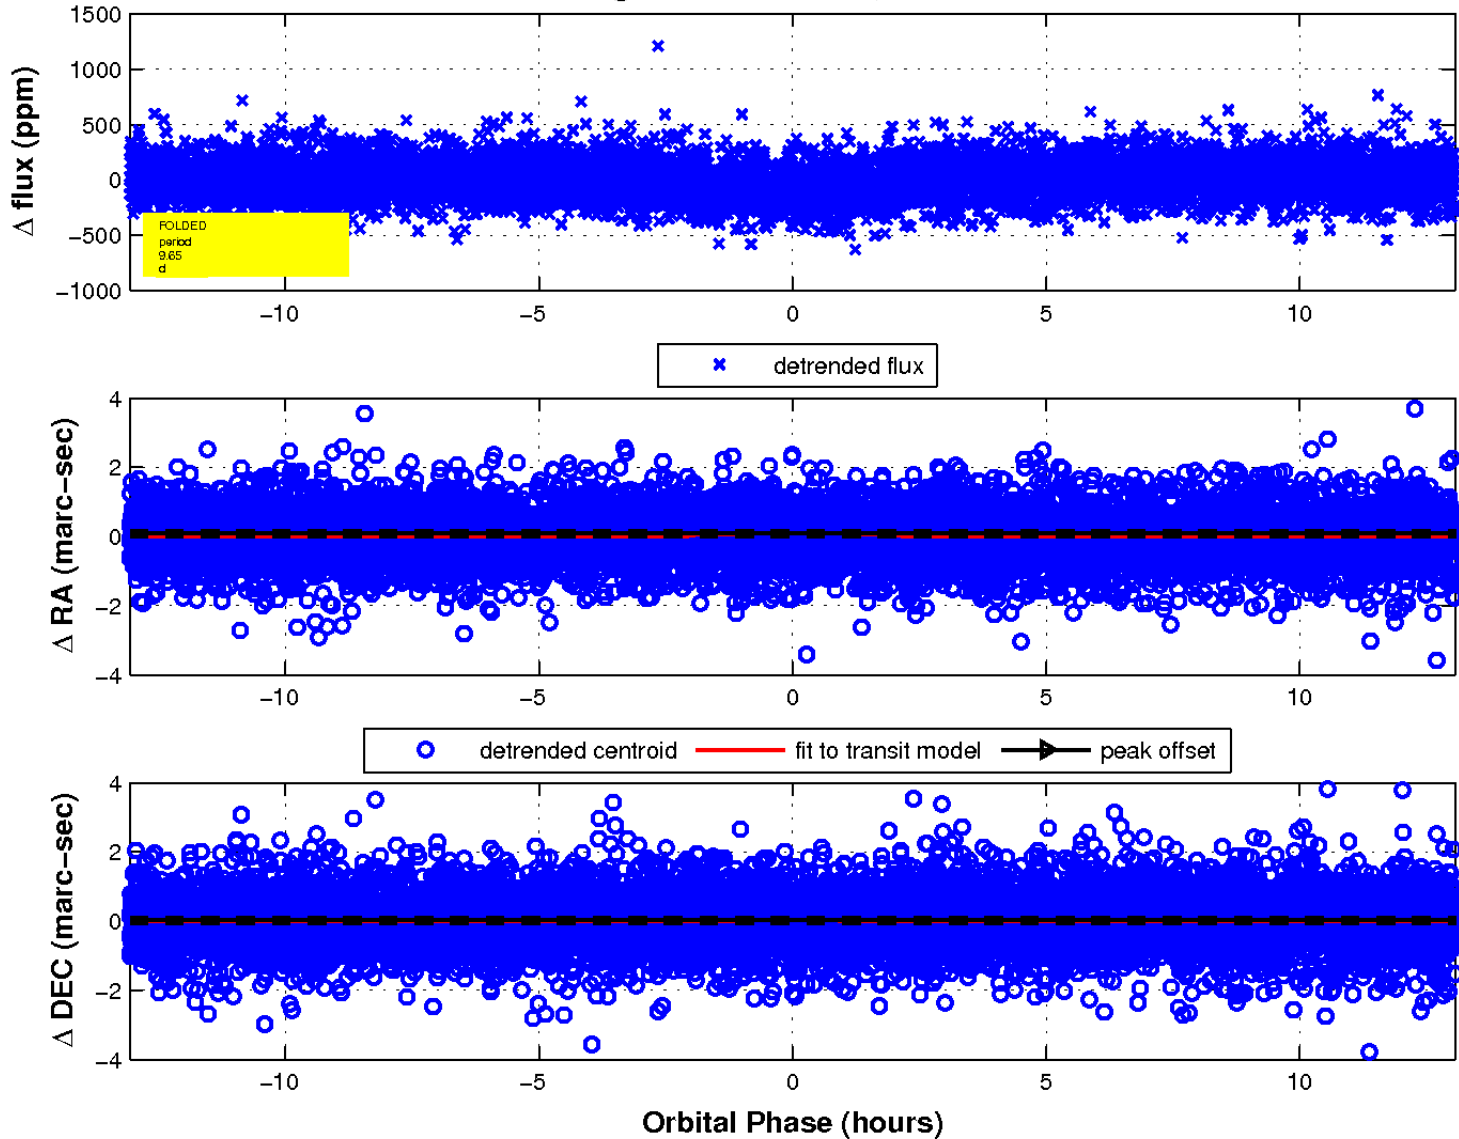 1500
1000
500
0
−500
−1000
Δ flux (ppm)
FOLDED
period
9.65
d
−10 −5 0 5 10
detrended flux
4
2
0
−2
−4
Δ RA (marc−sec)
−10 −5 0 5 10
detrended centroid fit to transit model peak offset
4
2
0
−2
−4
Δ DEC (marc−sec)
−10 −5 0 5 10
Orbital Phase (hours)